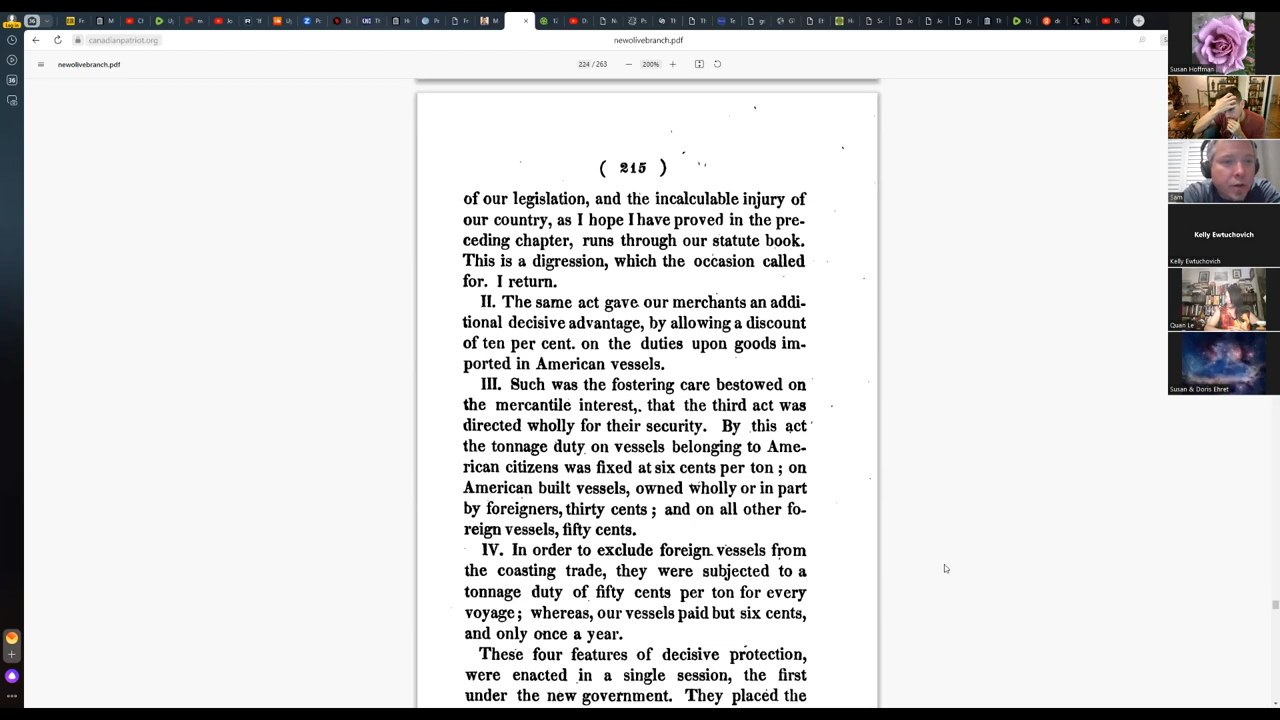 Log in
36
canadianpatriot.org
newolivebranch.pdf
newolivebranch.pdf
224 / 263
200%
36
( 215 )
of our legislation, and the incalculable injury of
our country, as I hope I have proved in the pre-
ceding chapter, runs through our statute book.
This is a digression, which the occasion called
for. I return.
II. The same act gave our merchants an addi-
tional decisive advantage, by allowing a discount
of ten per cent. on the duties upon goods im-
ported in American vessels.
III. Such was the fostering care bestowed on
the mercantile interest, that the third act was
directed wholly for their security. By this act
the tonnage duty on vessels belonging to Ame-
rican citizens was fixed at six cents per ton; on
American built vessels, owned wholly or in part
by foreigners, thirty cents; and on all other fo-
reign vessels, fifty cents.
IV. In order to exclude foreign vessels from
the coasting trade, they were subjected to a
tonnage duty of fifty cents per ton for every
voyage; whereas, our vessels paid but six cents,
and only once a year.
These four features of decisive protection,
were enacted in a single session, the first
under the new government. They placed the
Susan Hoffman
Sam
Kelly Ewtuchovich
Kelly Ewtuchovich
Quan Le
Susan & Doris Ehret